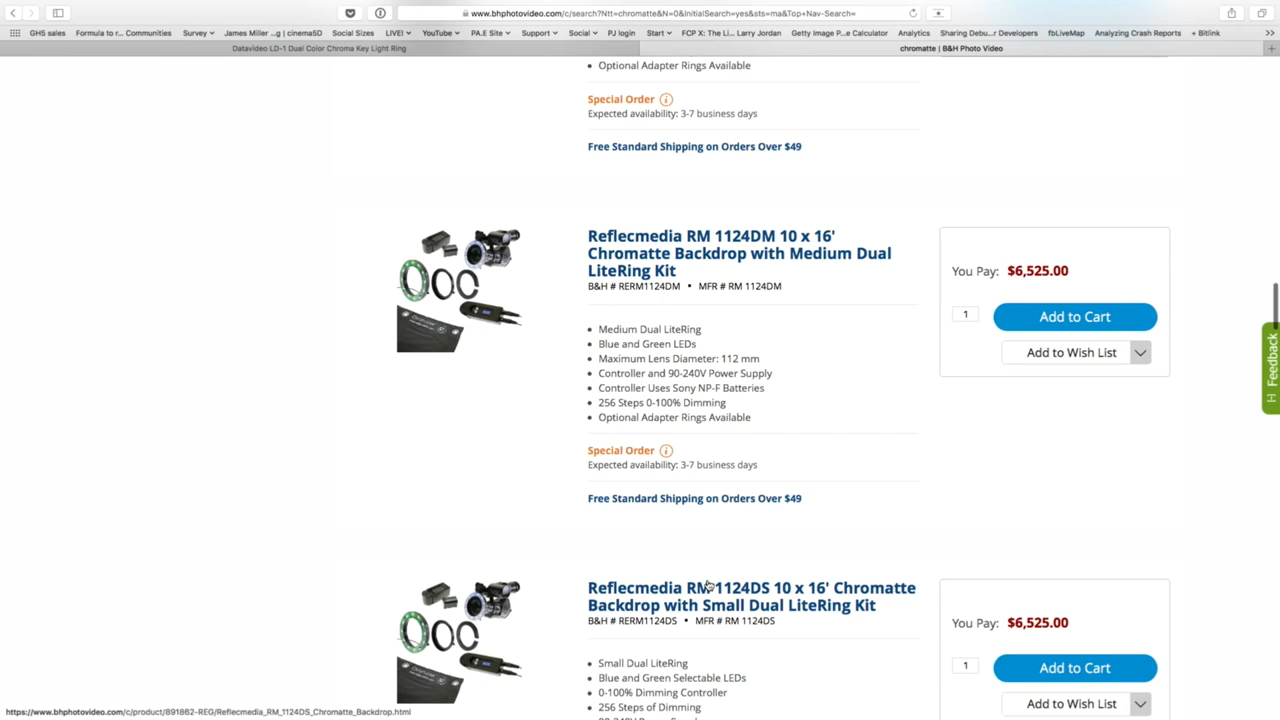 www.bhphotovideo.com/c/search?Ntt=chromatte&N=0&InitialSearch=yes&sts=ma&Top+Nav-Search=
GHS sales Formula to r... Communities Survey James Miller ...g | cinema5D Social Sizes LIVE! YouTube PA.E Site Support Social PJ login Start FCP X: The Li... Larry Jordan Getty Image P...e Calculator Analytics Sharing Debu...r Developers fbLiveMap Analyzing Crash Reports + Bitlink
Datavideo LD-1 Dual Color Chroma Key Light Ring chromatte | B&H Photo Video
• Optional Adapter Rings Available
Special Order
Expected availability: 3-7 business days
Free Standard Shipping on Orders Over $49
Reflecmedia RM 1124DM 10 x 16'
Chromatte Backdrop with Medium Dual
LiteRing Kit
B&H # RERM1124DM • MFR # RM 1124DM
You Pay: $6,525.00
1 Add to Cart
Add to Wish List
• Medium Dual LiteRing
• Blue and Green LEDs
• Maximum Lens Diameter: 112 mm
• Controller and 90-240V Power Supply
• Controller Uses Sony NP-F Batteries
• 256 Steps 0-100% Dimming
• Optional Adapter Rings Available
Feedback
Special Order
Expected availability: 3-7 business days
Free Standard Shipping on Orders Over $49
Reflecmedia RM 1124DS 10 x 16' Chromatte
Backdrop with Small Dual LiteRing Kit
B&H # RERM1124DS • MFR # RM 1124DS
You Pay: $6,525.00
1 Add to Cart
Add to Wish List
• Small Dual LiteRing
• Blue and Green Selectable LEDs
• 0-100% Dimming Controller
• 256 Steps of Dimming
https://www.bhphotovideo.com/c/product/891862-REG/Reflecmedia_RM_1124DS_Chromatte_Backdrop.html